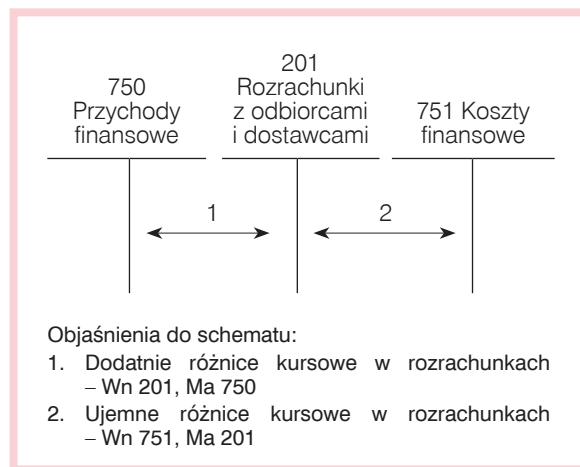 750
Przychody
finansowe
201
Rozrachunki
z odbiorcami
i dostawcami
751 Koszty
finansowe
1
2
Objaśnienia do schematu:
1. Dodatnie różnice kursowe w rozrachunkach
– Wn 201, Ma 750
2. Ujemne różnice kursowe w rozrachunkach
– Wn 751, Ma 201